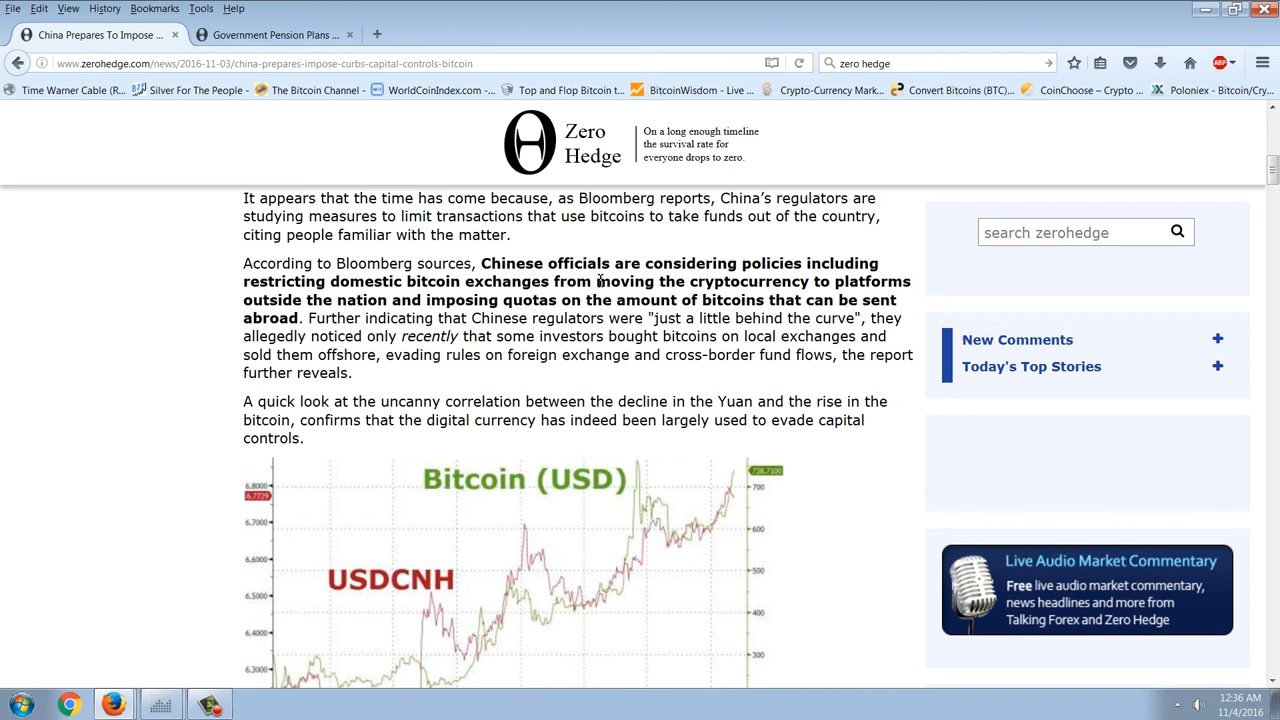 File Edit View History Bookmarks Tools Help
China Prepares To Impose ... × Government Pension Plans ... × +
www.zerohedge.com/news/2016-11-03/china-prepares-impose-curbs-capital-controls-bitcoin zero hedge
Time Warner Cable (R... Silver For The People - The Bitcoin Channel - WorldCoinIndex.com -... Top and Flop Bitcoin t... BitcoinWisdom - Live ... Crypto-Currency Mark... Convert Bitcoins (BTC)... CoinChoose – Crypto ... Poloniex - Bitcoin/Cry...
Zero
Hedge
On a long enough timeline
the survival rate for
everyone drops to zero.
It appears that the time has come because, as Bloomberg reports, China’s regulators are
studying measures to limit transactions that use bitcoins to take funds out of the country,
citing people familiar with the matter.
According to Bloomberg sources, Chinese officials are considering policies including
restricting domestic bitcoin exchanges from moving the cryptocurrency to platforms
outside the nation and imposing quotas on the amount of bitcoins that can be sent
abroad. Further indicating that Chinese regulators were "just a little behind the curve", they
allegedly noticed only recently that some investors bought bitcoins on local exchanges and
sold them offshore, evading rules on foreign exchange and cross-border fund flows, the report
further reveals.
A quick look at the uncanny correlation between the decline in the Yuan and the rise in the
bitcoin, confirms that the digital currency has indeed been largely used to evade capital
controls.
Bitcoin (USD)
USDCNH
6.8000
6.7729
6.7000
6.6000
6.5000
6.4000
6.3000
738.7100
700
600
500
400
300
search zerohedge
New Comments +
Today's Top Stories +
Live Audio Market Commentary
Free live audio market commentary,
news headlines and more from
Talking Forex and Zero Hedge
12:36 AM
11/4/2016